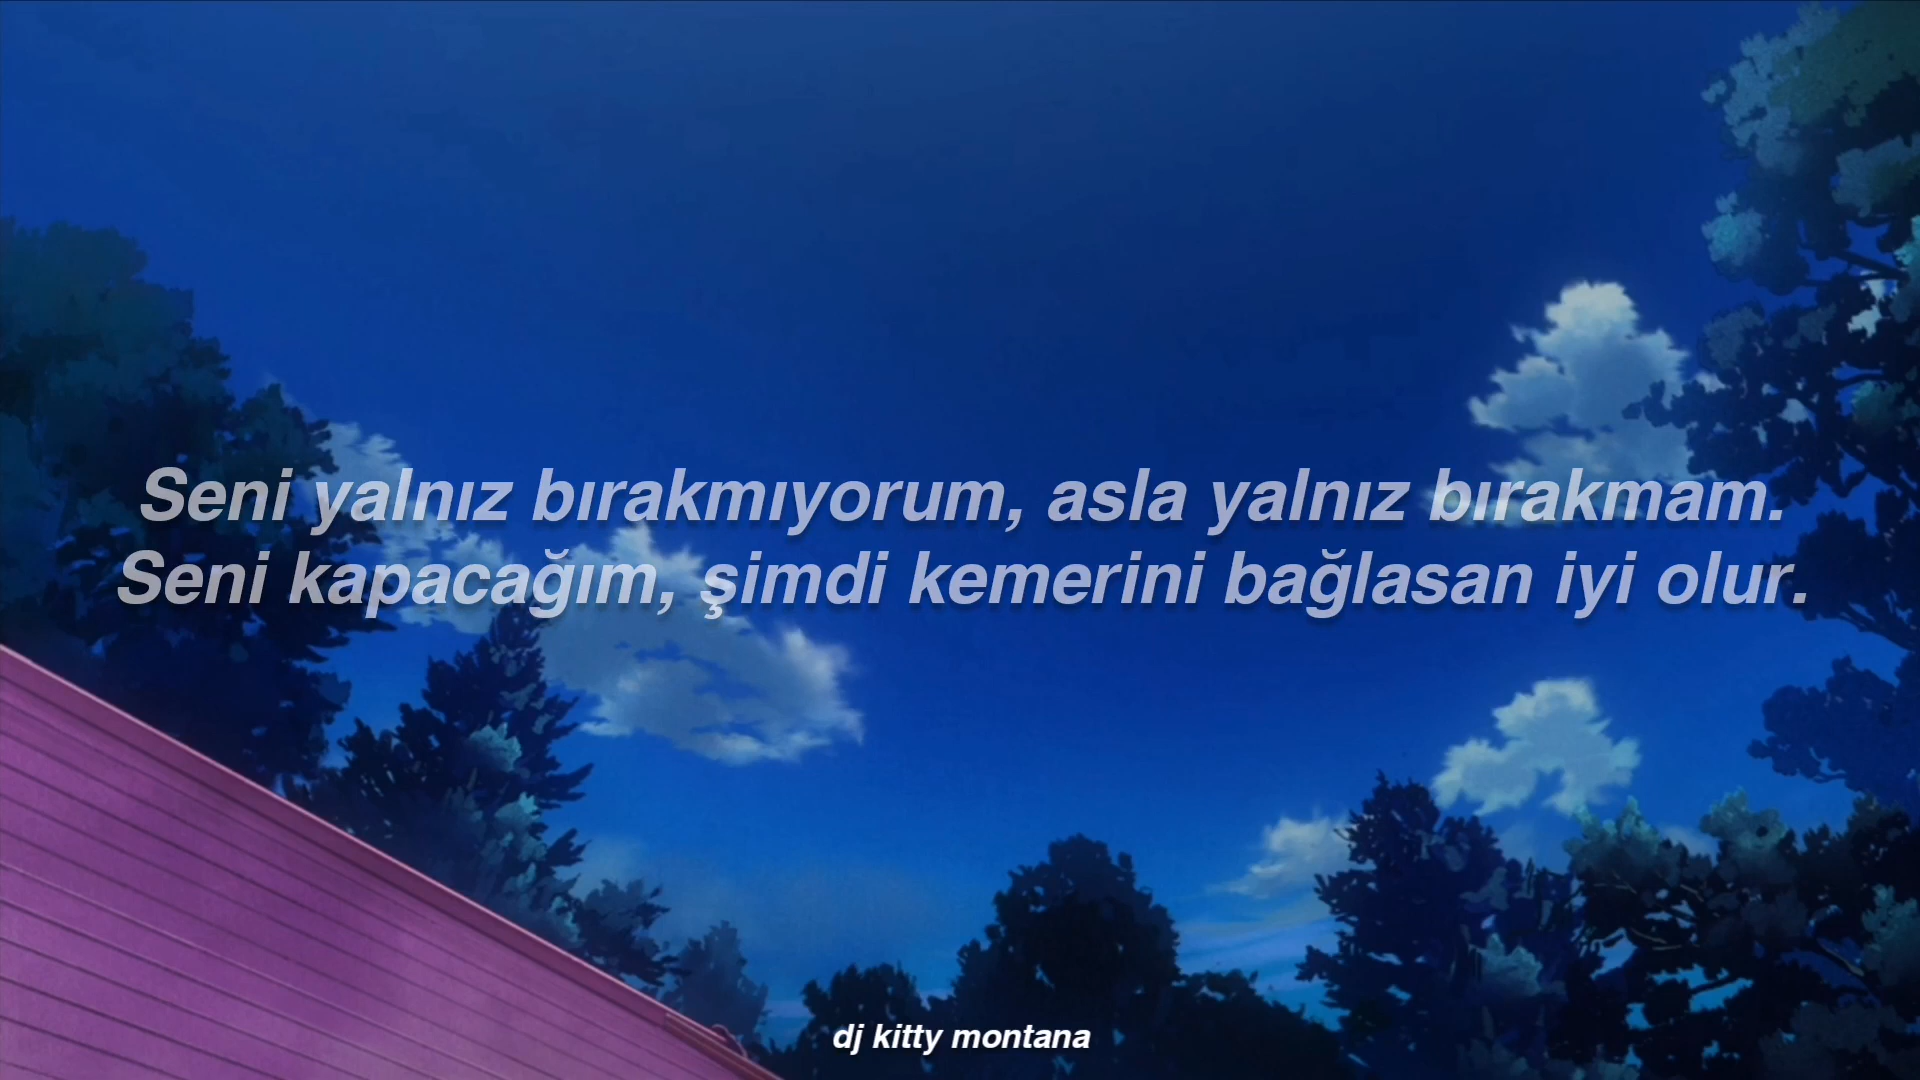 Seni yalnız bırakmıyorum, asla yalnız bırakmam.
Seni kapacağım, şimdi kemerini bağlasan iyi olur.
dj kitty montana